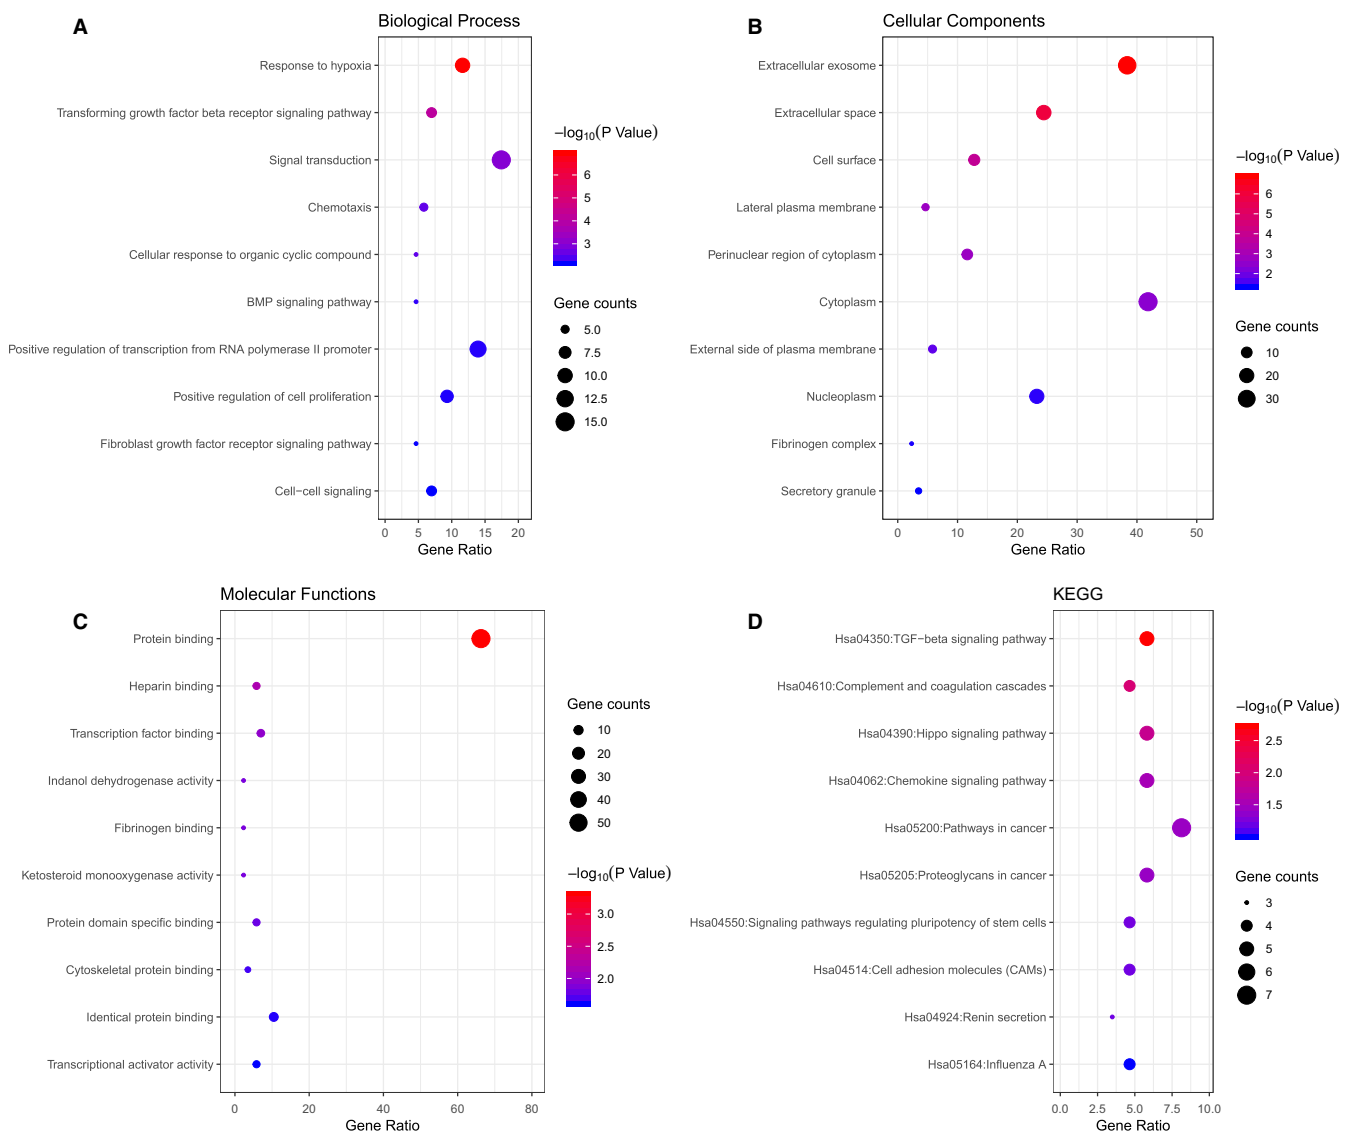 A
Biological Process
Response to hypoxia
Transforming growth factor beta receptor signaling pathway
Signal transduction
Chemotaxis
Cellular response to organic cyclic compound
BMP signaling pathway
Positive regulation of transcription from RNA polymerase II promoter
Positive regulation of cell proliferation
Fibroblast growth factor receptor signaling pathway
Cell−cell signaling
0 5 10 15 20
Gene Ratio
−log10(P Value)
6
5
4
3
Gene counts
5.0
7.5
10.0
12.5
15.0
B
Cellular Components
Extracellular exosome
Extracellular space
Cell surface
Lateral plasma membrane
Perinuclear region of cytoplasm
Cytoplasm
External side of plasma membrane
Nucleoplasm
Fibrinogen complex
Secretory granule
0 10 20 30 40 50
Gene Ratio
−log10(P Value)
6
5
4
3
2
Gene counts
10
20
30
C
Molecular Functions
Protein binding
Heparin binding
Transcription factor binding
Indanol dehydrogenase activity
Fibrinogen binding
Ketosteroid monooxygenase activity
Protein domain specific binding
Cytoskeletal protein binding
Identical protein binding
Transcriptional activator activity
0 20 40 60 80
Gene Ratio
Gene counts
10
20
30
40
50
−log10(P Value)
3.0
2.5
2.0
D
KEGG
Hsa04350:TGF−beta signaling pathway
Hsa04610:Complement and coagulation cascades
Hsa04390:Hippo signaling pathway
Hsa04062:Chemokine signaling pathway
Hsa05200:Pathways in cancer
Hsa05205:Proteoglycans in cancer
Hsa04550:Signaling pathways regulating pluripotency of stem cells
Hsa04514:Cell adhesion molecules (CAMs)
Hsa04924:Renin secretion
Hsa05164:Influenza A
0.0 2.5 5.0 7.5 10.0
Gene Ratio
−log10(P Value)
2.5
2.0
1.5
Gene counts
3
4
5
6
7